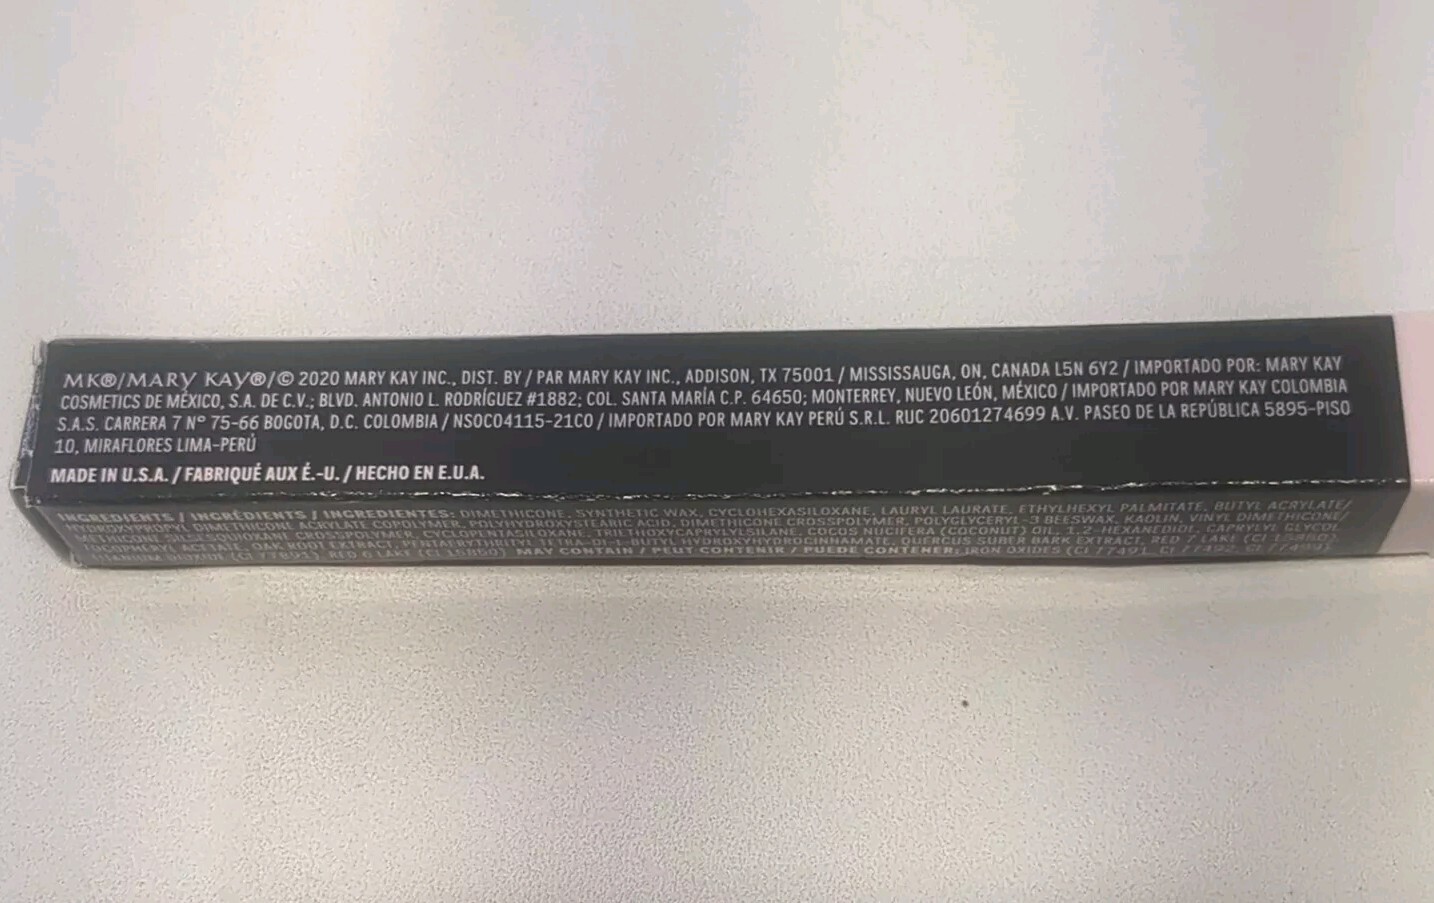 MK®/MARY KAY®/© 2020 MARY KAY INC., DIST. BY / PAR MARY KAY INC., ADDISON, TX 75001 / MISSISSAUGA, ON, CANADA L5N 6Y2 / IMPORTADO POR: MARY KAY
COSMETICS DE MÉXICO, S.A. DE C.V.; BLVD. ANTONIO L. RODRÍGUEZ #1882; COL. SANTA MARÍA C.P. 64650; MONTERREY, NUEVO LEÓN, MÉXICO / IMPORTADO POR MARY KAY COLOMBIA
S.A.S. CARRERA 7 Nº 75-66 BOGOTA, D.C. COLOMBIA / NSOC04115-21CO / IMPORTADO POR MARY KAY PERÚ S.R.L. RUC 20601274699 A.V. PASEO DE LA REPÚBLICA 5895-PISO
10, MIRAFLORES LIMA-PERÚ
MADE IN U.S.A. / FABRIQUÉ AUX É.-U. / HECHO EN E.U.A.
INGREDIENTS / INGRÉDIENTS / INGREDIENTES: DIMETHICONE, SYNTHETIC WAX, CYCLOHEXASILOXANE, LAURYL LAURATE, ETHYLHEXYL PALMITATE, BUTYL ACRYLATE/
DIMETHICONE ACRYLATE COPOLYMER, POLYHYDROXYSTEARIC ACID, DIMETHICONE CROSSPOLYMER, POLYGLYCERYL-3 BEESWAX, KAOLIN, VINYL DIMETHICONE/
METHICONE SILSESQUIOXANE CROSSPOLYMER, CYCLOPENTASILOXANE, TRIETHOXYCAPRYLYLSILANE, COCOS NUCIFERA (COCONUT) OIL, 1,2-HEXANEDIOL, CAPRYLYL GLYCOL,
QUERCUS SUBER BARK EXTRACT, RED 7 LAKE (CI 15850),
RED 6 LAKE (CI 15850) MAY CONTAIN / PEUT CONTENIR / PUEDE CONTENER: IRON OXIDES (CI 77491, CI 77492, CI 77499)